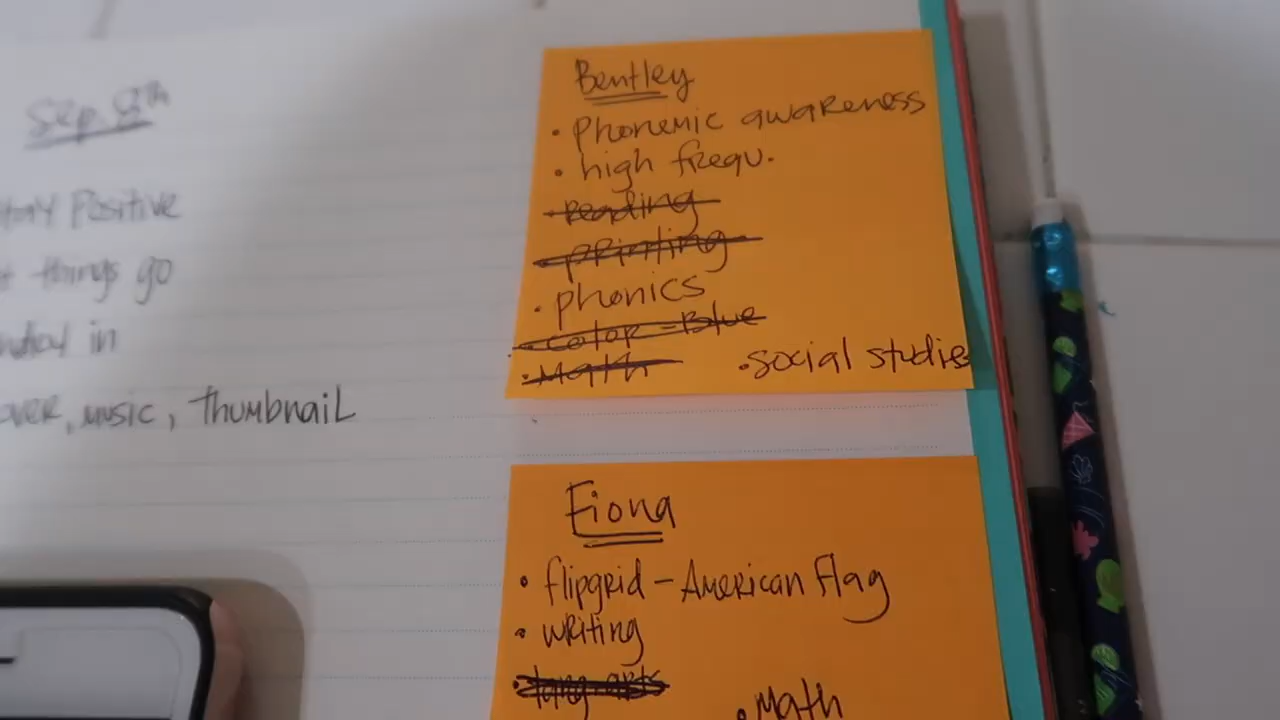 Sep. 8th
Positive
things go
in
, music, thumbnail
Bentley
• Phonemic awareness
• high frequ.
• Reading
• printing
• phonics
• Color - Blue
• Math
• social studie
Fiona
• flipgrid - American Flag
• writing
• lang arts
• Math